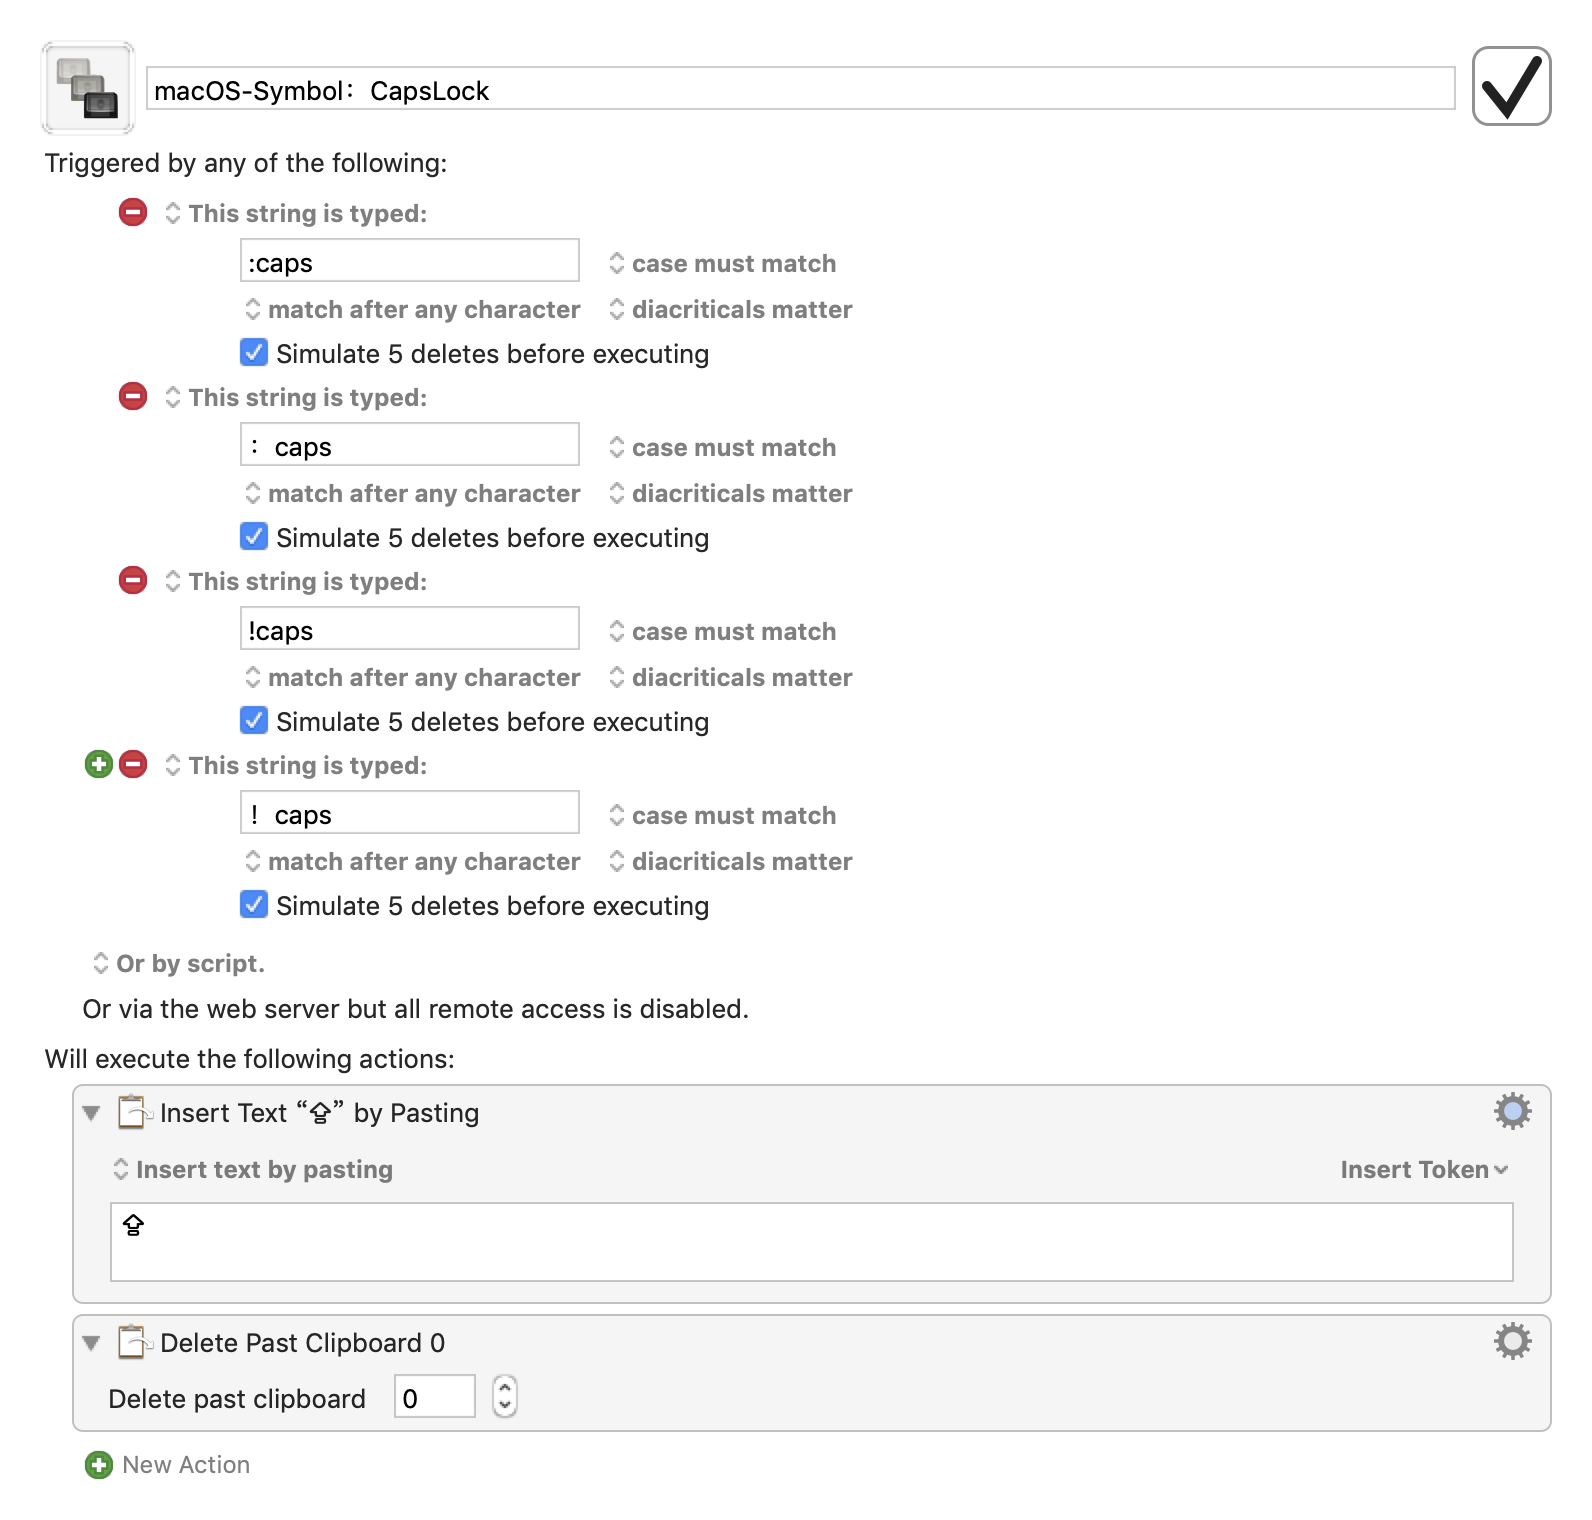 macOS-Symbol：CapsLock
Triggered by any of the following:
This string is typed:
:caps
case must match
match after any character
diacriticals matter
Simulate 5 deletes before executing
This string is typed:
：caps
case must match
match after any character
diacriticals matter
Simulate 5 deletes before executing
This string is typed:
!caps
case must match
match after any character
diacriticals matter
Simulate 5 deletes before executing
This string is typed:
！caps
case must match
match after any character
diacriticals matter
Simulate 5 deletes before executing
Or by script.
Or via the web server but all remote access is disabled.
Will execute the following actions:
Insert Text “⇪” by Pasting
Insert text by pasting
Insert Token
⇪
Delete Past Clipboard 0
Delete past clipboard 0
New Action